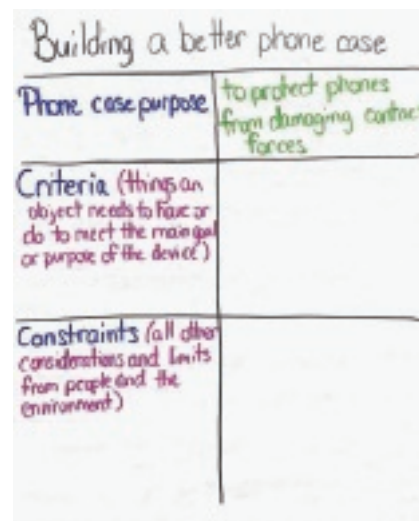 Building a better phone case
Phone case purpose
to protect phones
from damaging contact
forces
Criteria (things an
object needs to have or
do to meet the main goal
or purpose of the device)
Constraints (all other
considerations and limits
from people and the
environment)